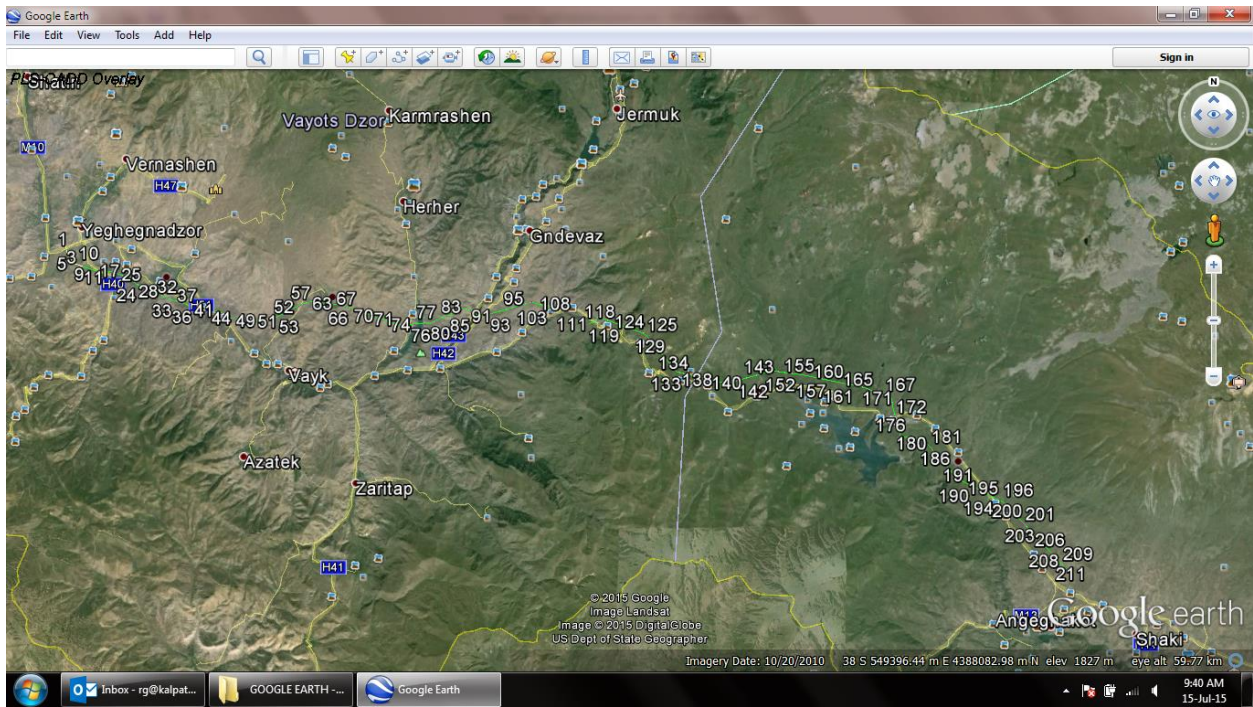 Google Earth
File Edit View Tools Add Help
Sign in
PLS-CADD Overlay
Shatin
Jermuk
Vayots Dzor
Karmrashen
M10
Vernashen
H47
Herher
Yeghegnadzor
Gndevaz
1
5 3 10
9 11 17 25
H40
24 28 32 37
33 36 41 44 49 51 52 53 57
63 67
66 70 71 74 77 83
76 80 85 91 93 95 103 108
H42
111 118 119 124 125
129
134
133 138 140 142 143 152 155 157 160 161 165 167
171 172
176
180 181
186
191
190 195 196
194 200 201
203 206
208 209
211
Vayk
Azatek
Zaritap
H41
© 2015 Google
Image Landsat
Image © 2015 DigitalGlobe
US Dept of State Geographer
Google earth
Angeghakot
Shaki
Imagery Date: 10/20/2010 38 S 549396.44 m E 4388082.98 m N elev 1827 m eye alt 59.77 km
Inbox - rg@kalpat...
GOOGLE EARTH -...
Google Earth
9:40 AM
15-Jul-15
N